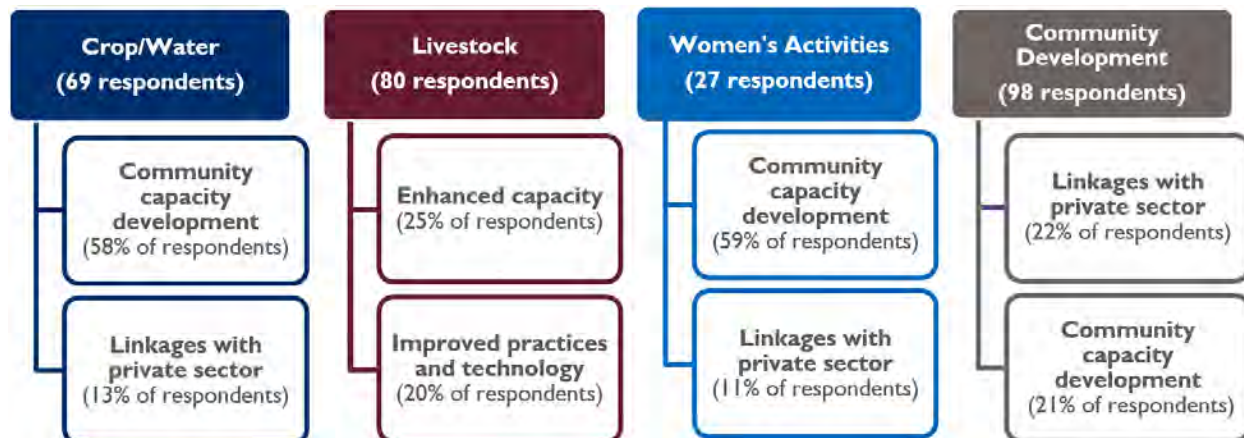 Crop/Water
(69 respondents)
Community
capacity
development
(58% of respondents)
Linkages with
private sector
(13% of respondents)
Livestock
(80 respondents)
Enhanced capacity
(25% of respondents)
Improved practices
and technology
(20% of respondents)
Women's Activities
(27 respondents)
Community
capacity
development
(59% of respondents)
Linkages with
private sector
(11% of respondents)
Community
Development
(98 respondents)
Linkages with
private sector
(22% of respondents)
Community
capacity
development
(21% of respondents)